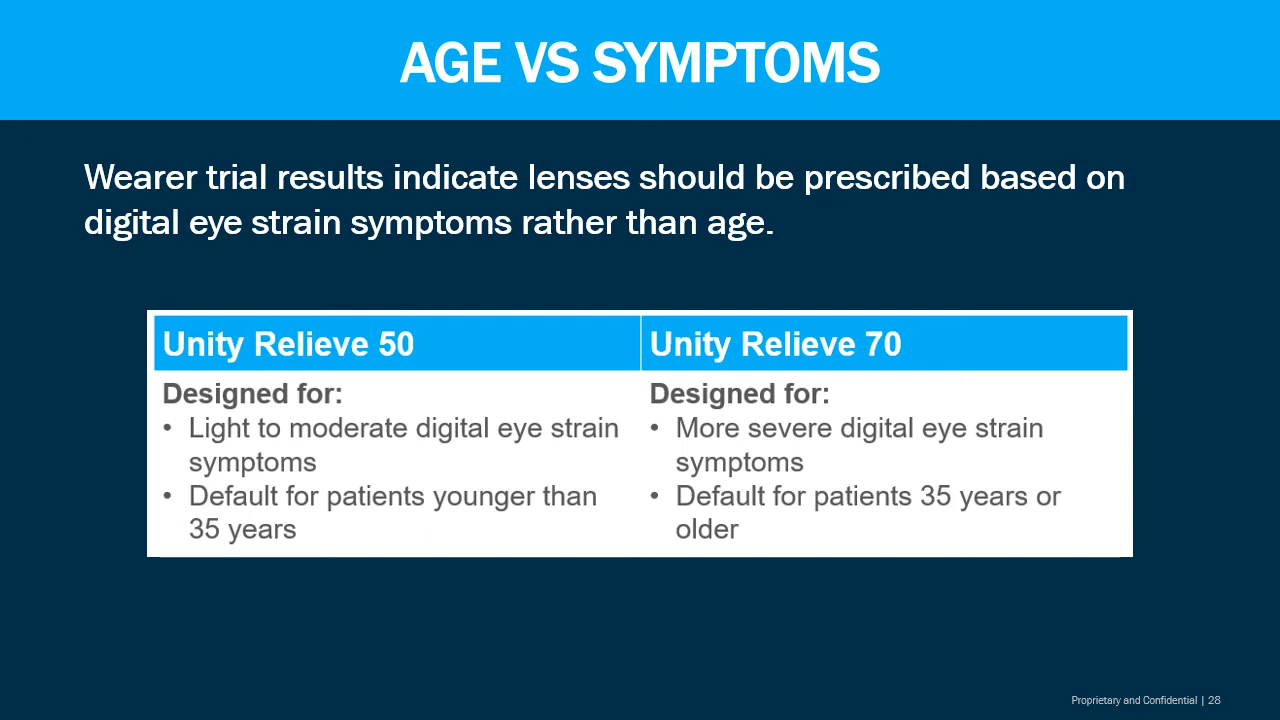 AGE VS SYMPTOMS
Wearer trial results indicate lenses should be prescribed based on
digital eye strain symptoms rather than age.
Unity Relieve 50
Designed for:
• Light to moderate digital eye strain
symptoms
• Default for patients younger than
35 years
Unity Relieve 70
Designed for:
• More severe digital eye strain
symptoms
• Default for patients 35 years or
older
Proprietary and Confidential | 28